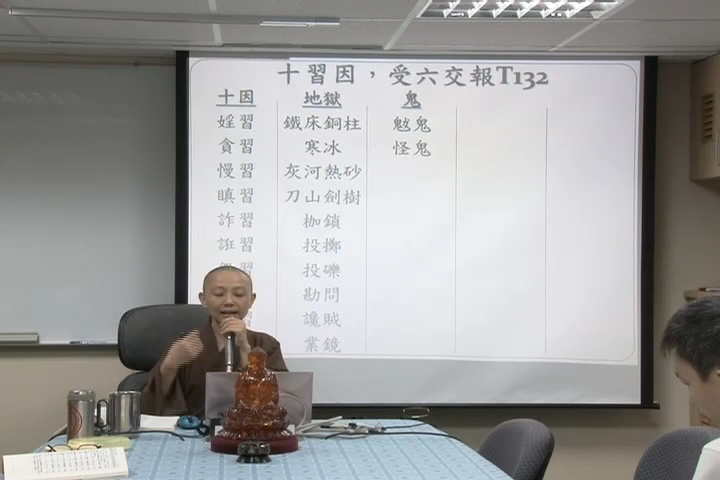 十習因，受六交報T132
十因 地獄 鬼
婬習 鐵床銅柱 魃鬼
貪習 寒冰 怪鬼
慢習 灰河熱砂
瞋習 刀山劍樹
詐習 枷鎖
誑習 投擲
習 投礫
勘問
讒賊
業鏡